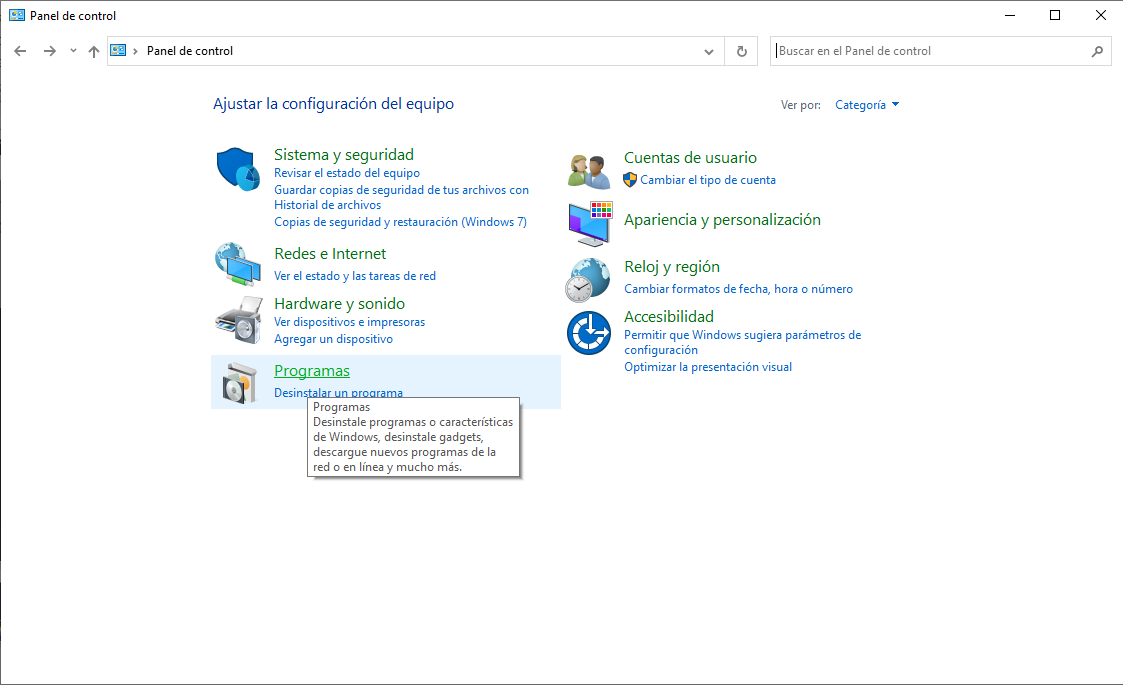 Panel de control
Panel de control
Buscar en el Panel de control
Ajustar la configuración del equipo
Ver por:
Categoría
Sistema y seguridad
Revisar el estado del equipo
Guardar copias de seguridad de tus archivos con
Historial de archivos
Copias de seguridad y restauración (Windows 7)
Redes e Internet
Ver el estado y las tareas de red
Hardware y sonido
Ver dispositivos e impresoras
Agregar un dispositivo
Programas
Desinstalar un programa
Programas
Desinstale programas o características
de Windows, desinstale gadgets,
descargue nuevos programas de la
red o en línea y mucho más.
Cuentas de usuario
Cambiar el tipo de cuenta
Apariencia y personalización
Reloj y región
Cambiar formatos de fecha, hora o número
Accesibilidad
Permitir que Windows sugiera parámetros de
configuración
Optimizar la presentación visual